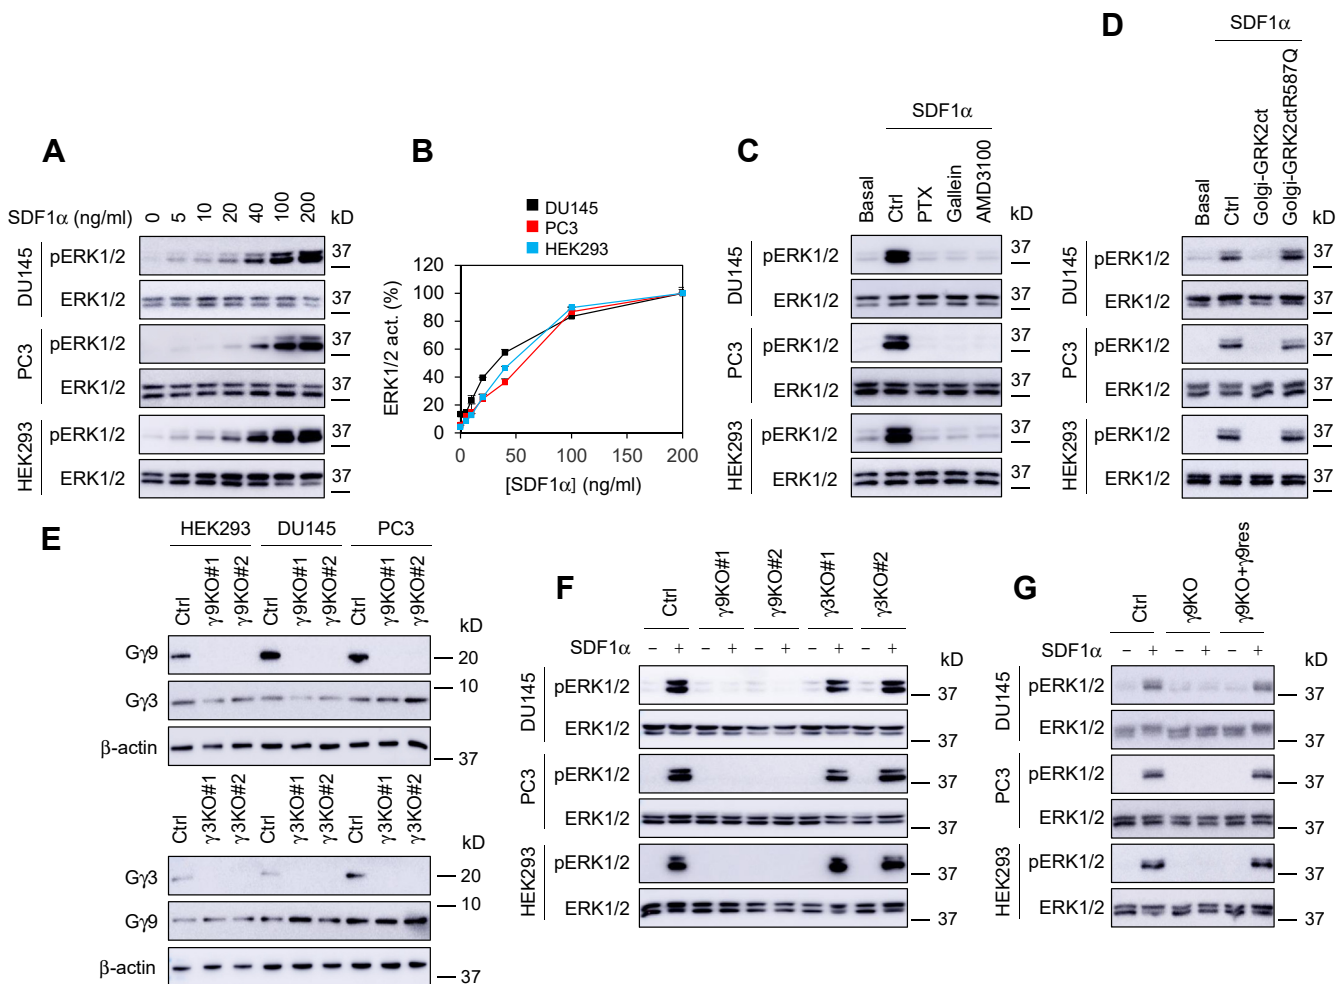 A
SDF1α (ng/ml) 0 5 10 20 40 100 200 kD
DU145
pERK1/2 37
ERK1/2 37
PC3
pERK1/2 37
ERK1/2 37
HEK293
pERK1/2 37
ERK1/2 37
B
DU145
PC3
HEK293
ERK1/2 act. (%)
120
100
80
60
40
20
0
0 50 100 150 200
[SDF1α] (ng/ml)
C
SDF1α
Basal Ctrl PTX Gallein AMD3100 kD
DU145
pERK1/2 37
ERK1/2 37
PC3
pERK1/2 37
ERK1/2 37
HEK293
pERK1/2 37
ERK1/2 37
D
SDF1α
Basal Ctrl Golgi-GRK2ct Golgi-GRK2ctR587Q kD
DU145
pERK1/2 37
ERK1/2 37
PC3
pERK1/2 37
ERK1/2 37
HEK293
pERK1/2 37
ERK1/2 37
E
HEK293 DU145 PC3
Ctrl γ9KO#1 γ9KO#2 Ctrl γ9KO#1 γ9KO#2 Ctrl γ9KO#1 γ9KO#2
kD
Gγ9 20
10
Gγ3
β-actin
37
Ctrl γ3KO#1 γ3KO#2 Ctrl γ3KO#1 γ3KO#2 Ctrl γ3KO#1 γ3KO#2
kD
Gγ3 20
10
Gγ9
β-actin
37
F
Ctrl γ9KO#1 γ9KO#2 γ3KO#1 γ3KO#2
SDF1α − + − + − + − + − + kD
DU145
pERK1/2 37
ERK1/2 37
PC3
pERK1/2 37
ERK1/2 37
HEK293
pERK1/2 37
ERK1/2 37
G
Ctrl γ9KO γ9KO+γ9res
SDF1α − + − + − + kD
DU145
pERK1/2 37
ERK1/2 37
PC3
pERK1/2 37
ERK1/2 37
HEK293
pERK1/2 37
ERK1/2 37